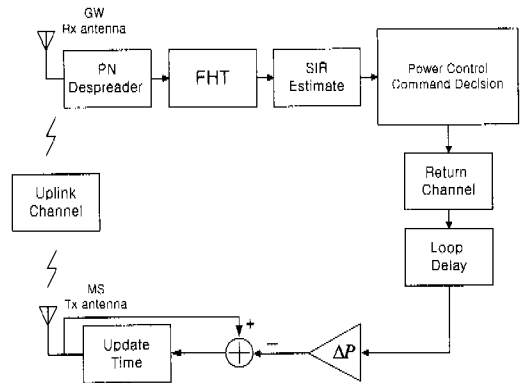 GW
Rx antenna
PN
Despreader
FHT
SIR
Estimate
Power Control
Command Decision
Return
Channel
Uplink
Channel
Loop
Delay
MS
Tx antenna
+
−
Update
Time
ΔP